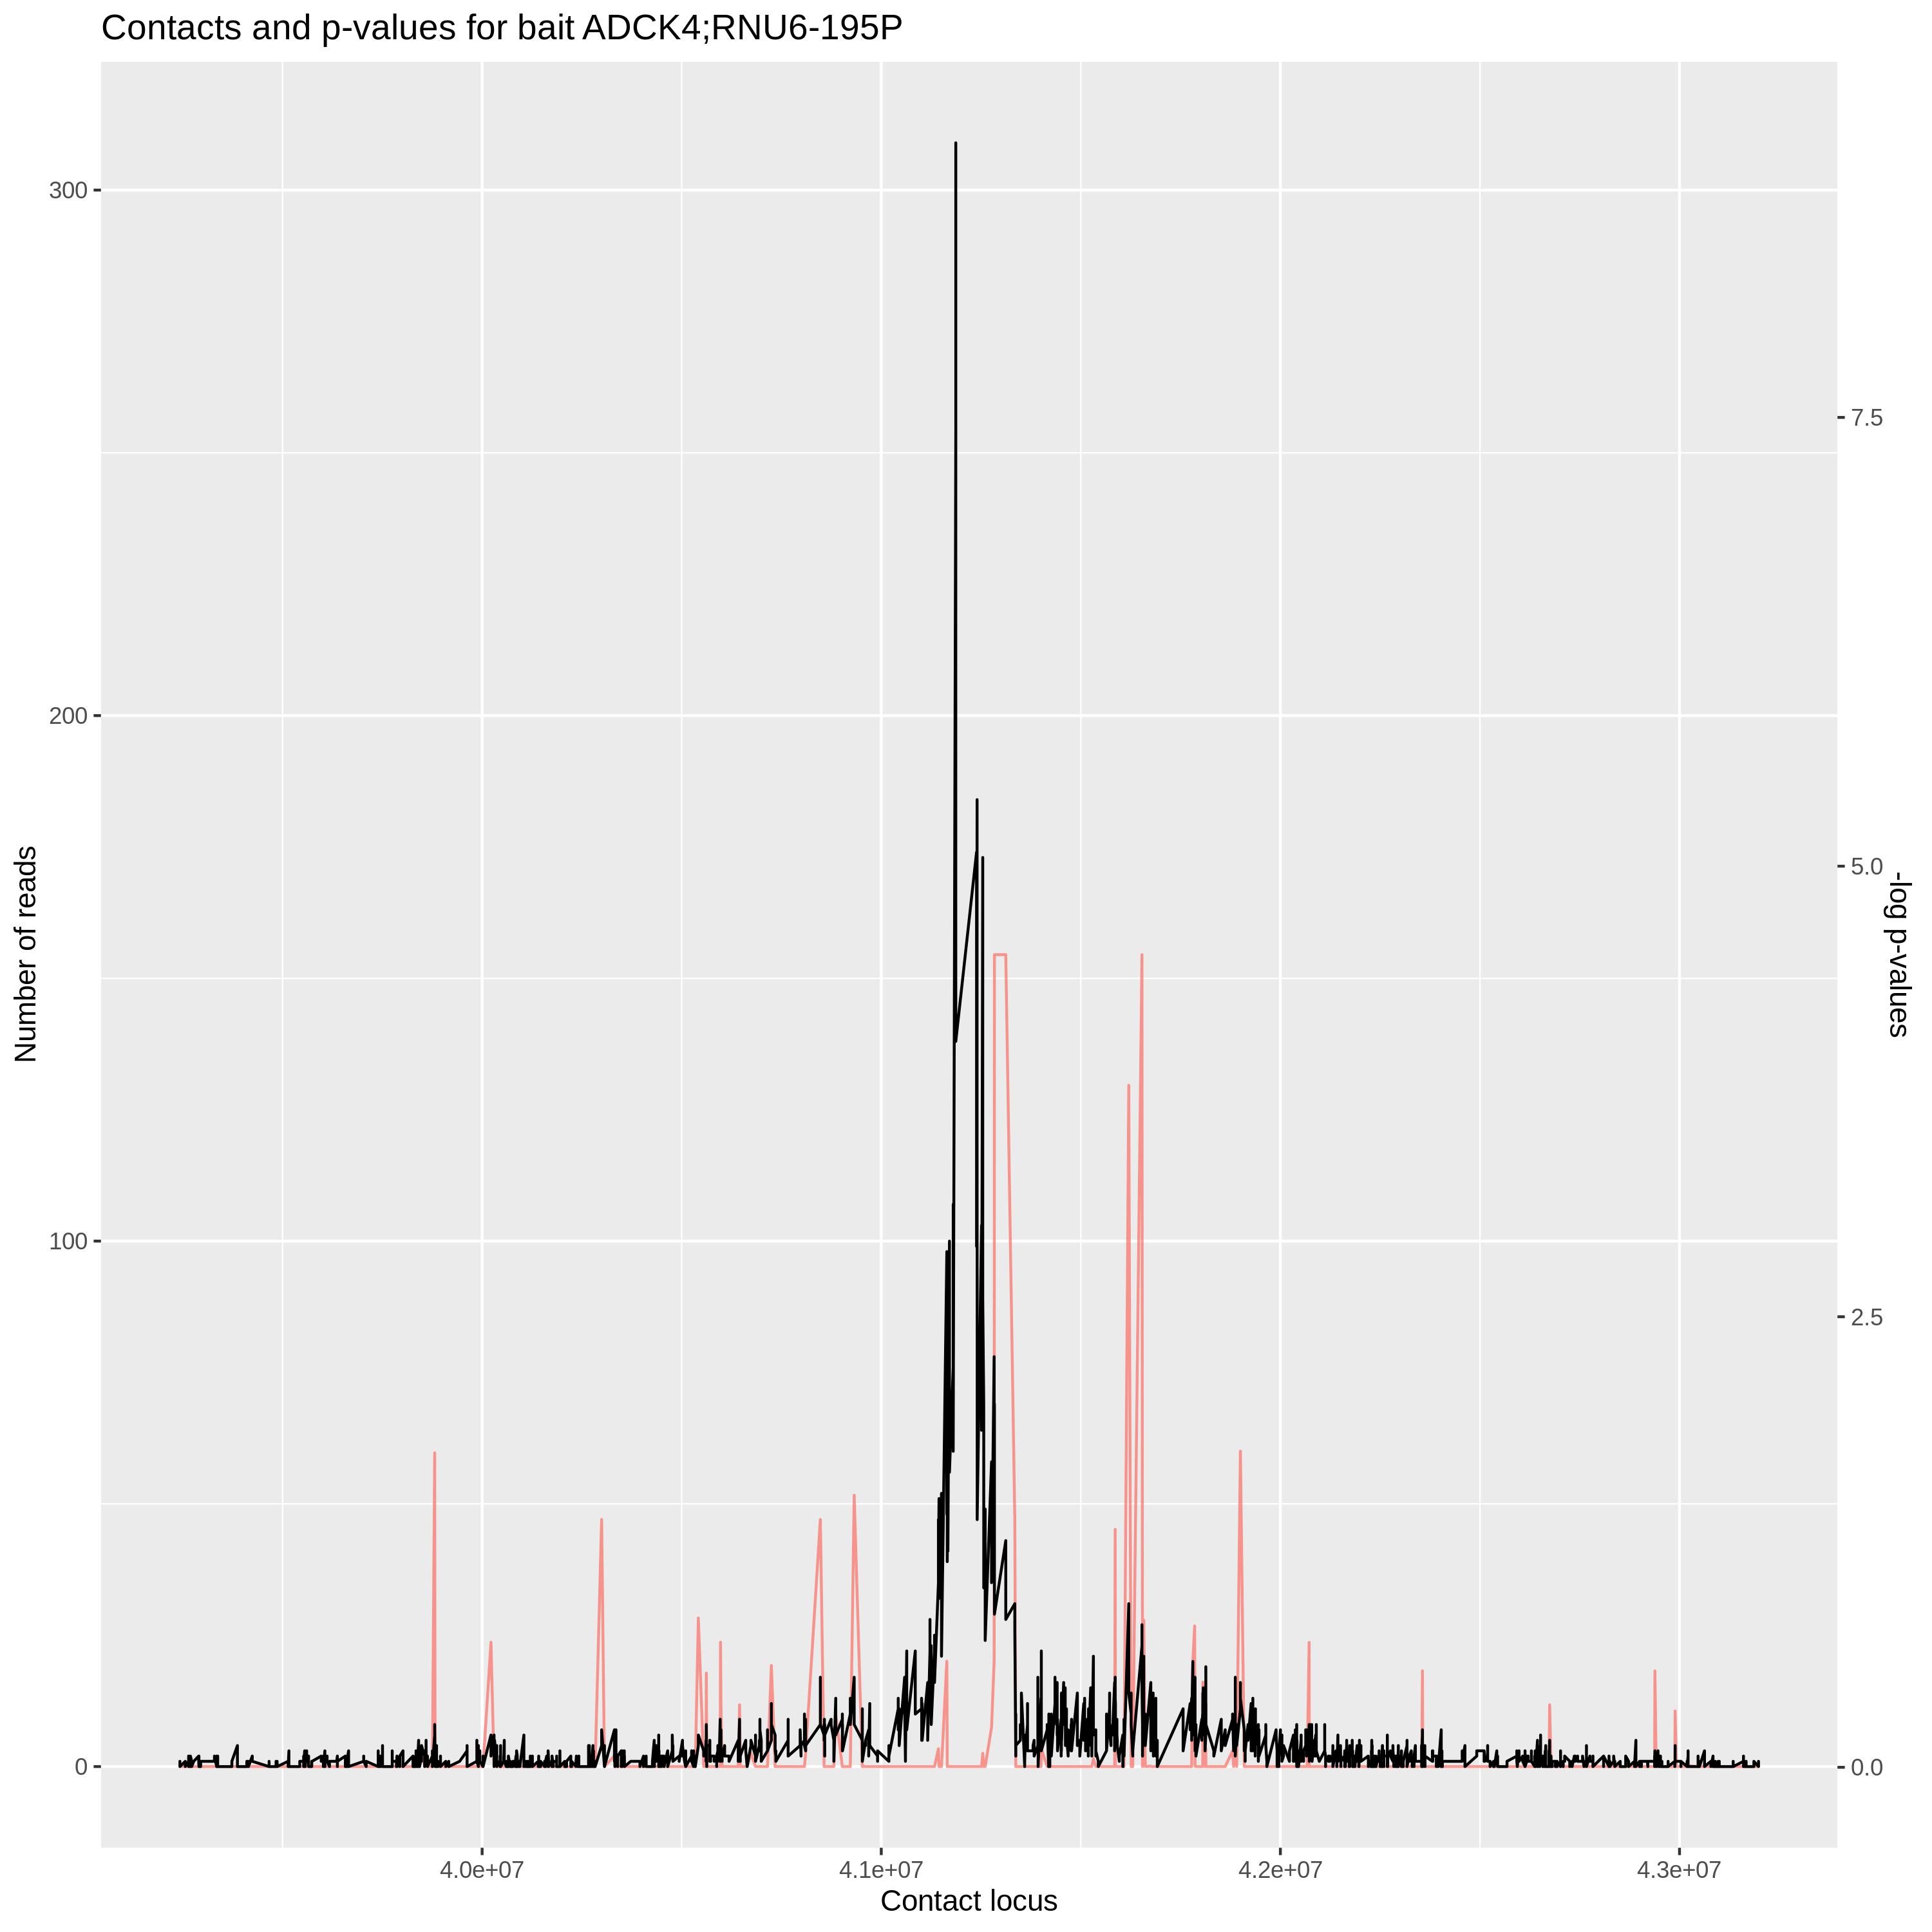 Contacts and p-values for bait ADCK4;RNU6-195P
300
200
100
0
Number of reads
7.5
5.0
2.5
0.0
-log p-values
4.0e+07
4.1e+07
4.2e+07
4.3e+07
Contact locus